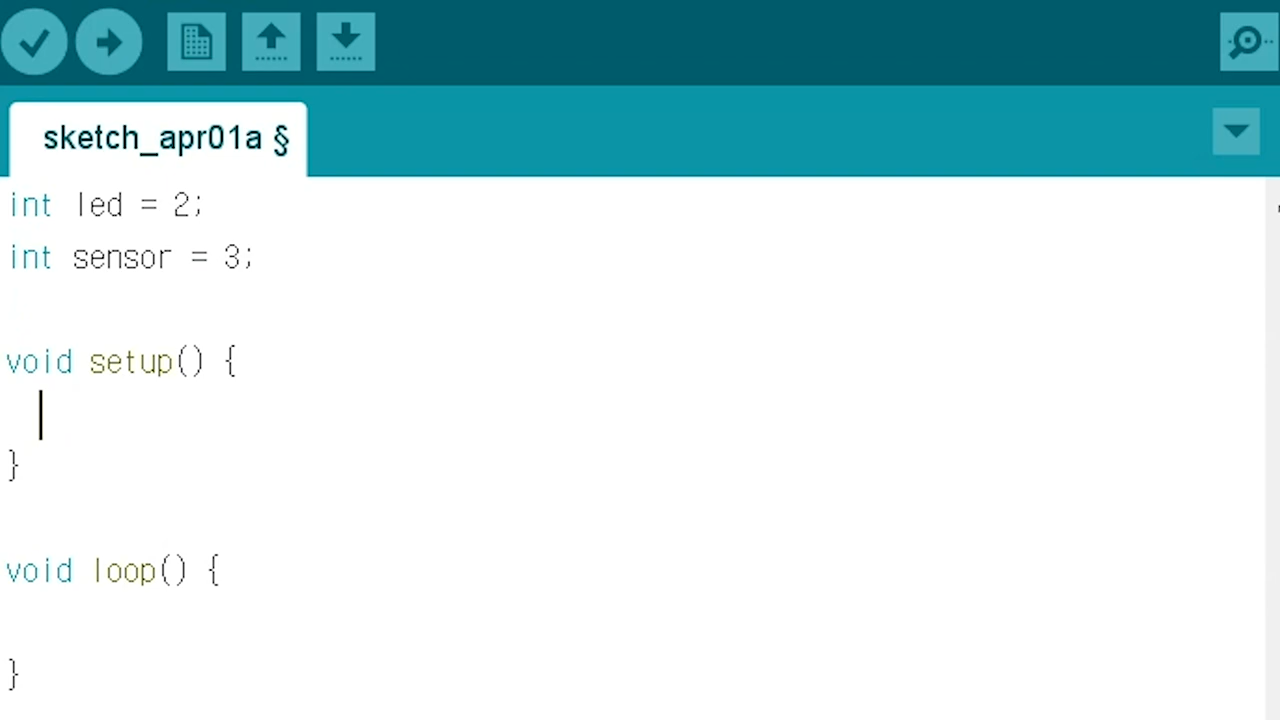 sketch_apr01a §
int led = 2;
int sensor = 3;
void setup() {
}
void loop() {
}